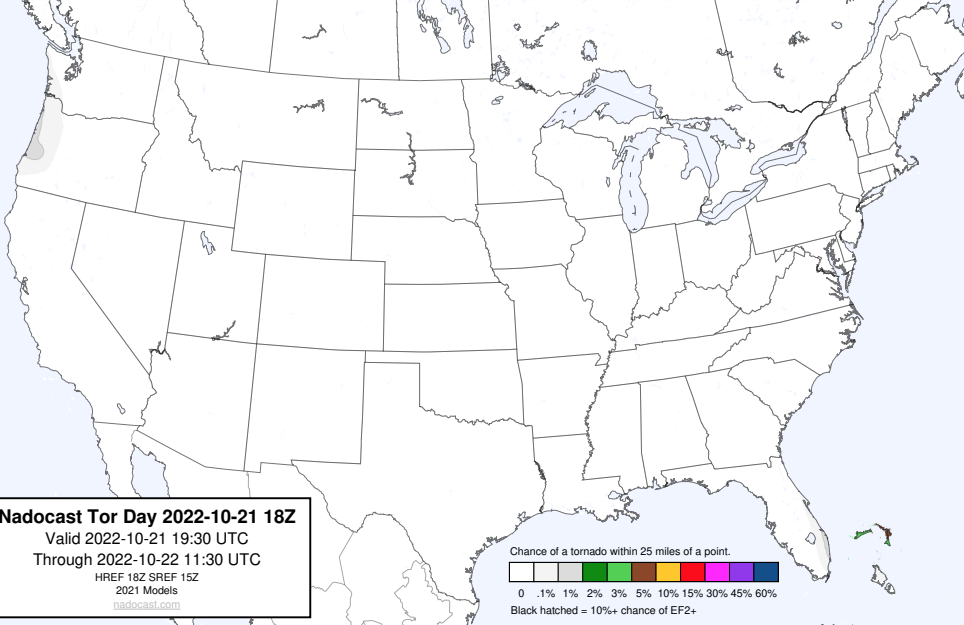 Nadocast Tor Day 2022-10-21 18Z
Valid 2022-10-21 19:30 UTC
Through 2022-10-22 11:30 UTC
HREF 18Z SREF 15Z
2021 Models
nadocast.com
Chance of a tornado within 25 miles of a point.
0 .1% 1% 2% 3% 5% 10% 15% 30% 45% 60%
Black hatched = 10%+ chance of EF2+